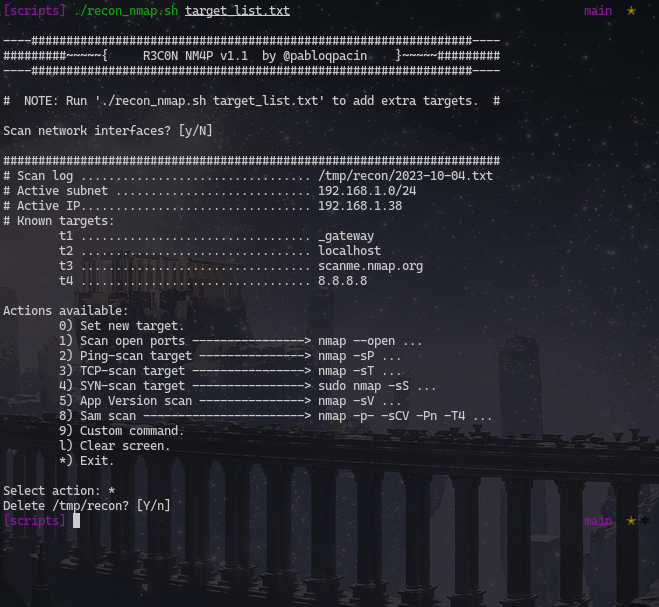 [scripts] ./recon_nmap.sh target_list.txt main ★
----###############################################################----
#########~~~~~{     R3C0N NM4P v1.1  by @pabloqpacin    }~~~~~#########
----###############################################################----
#  NOTE: Run './recon_nmap.sh target_list.txt' to add extra targets.  #
Scan network interfaces? [y/N]
#######################################################################
# Scan log ................................. /tmp/recon/2023-10-04.txt
# Active subnet ............................ 192.168.1.0/24
# Active IP................................. 192.168.1.38
# Known targets:
        t1 ................................. _gateway
        t2 ................................. localhost
        t3 ................................. scanme.nmap.org
        t4 ................................. 8.8.8.8
Actions available:
        0) Set new target.
        1) Scan open ports ----------------> nmap --open ...
        2) Ping-scan target ---------------> nmap -sP ...
        3) TCP-scan target ----------------> nmap -sT ...
        4) SYN-scan target ----------------> sudo nmap -sS ...
        5) App Version scan ---------------> nmap -sV ...
        8) Sam scan -----------------------> nmap -p- -sCV -Pn -T4 ...
        9) Custom command.
        l) Clear screen.
        *) Exit.
Select action: *
Delete /tmp/recon? [Y/n]
[scripts] main ★*